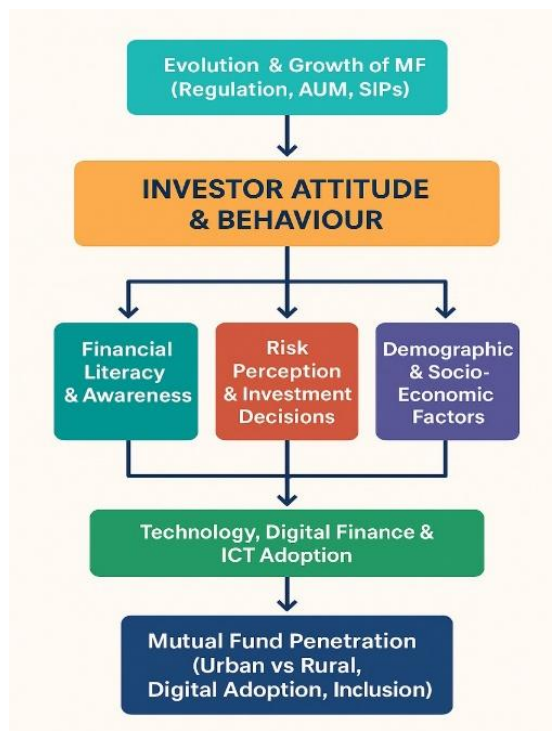 Evolution & Growth of MF
(Regulation, AUM, SIPs)
INVESTOR ATTITUDE
& BEHAVIOUR
Financial
Literacy
& Awareness
Risk
Perception
& Investment
Decisions
Demographic
& Socio-
Economic
Factors
Technology, Digital Finance &
ICT Adoption
Mutual Fund Penetration
(Urban vs Rural,
Digital Adoption, Inclusion)